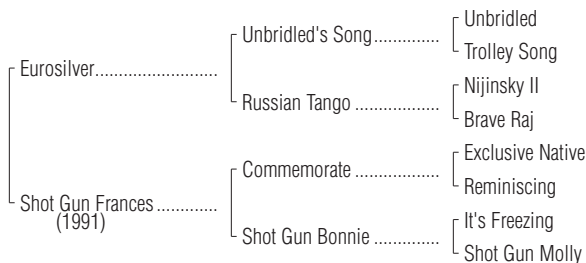 Unbridled
Unbridled's Song..............
Trolley Song
Eurosilver..........................
Nijinsky II
Russian Tango ..................
Brave Raj
Exclusive Native
Commemorate ..................
Reminiscing
Shot Gun Frances .............
(1991)
It's Freezing
Shot Gun Bonnie ..............
Shot Gun Molly